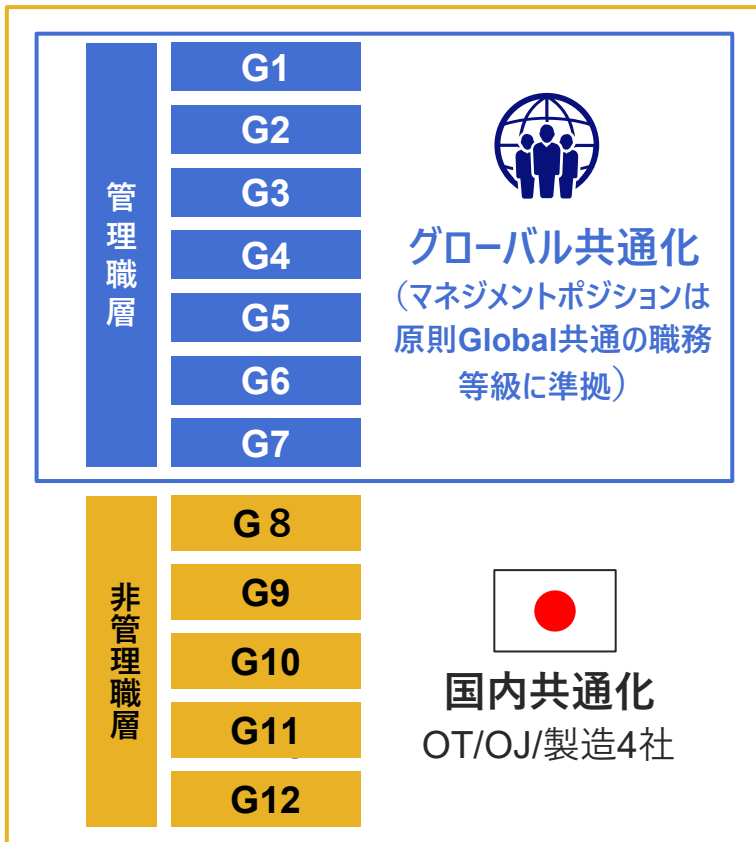 管理職層
G1
G2
G3
G4
G5
G6
G7
グローバル共通化
（マネジメントポジションは
原則Global共通の職務
等級に準拠）
非管理職層
G８
G9
G10
G11
G12
国内共通化
OT/OJ/製造4社